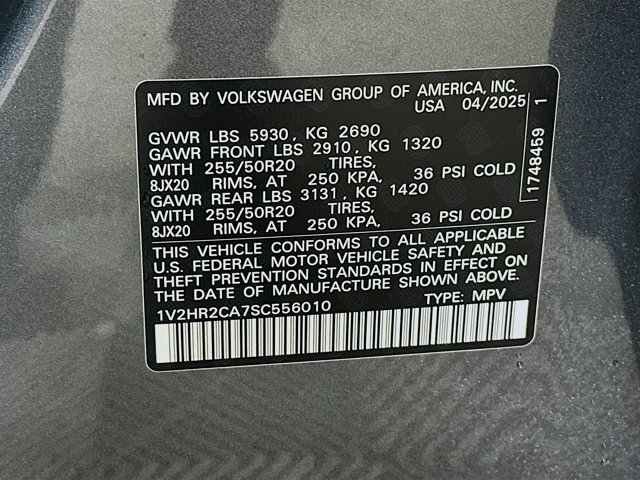 MFD BY VOLKSWAGEN GROUP OF AMERICA, INC.
USA 04/2025
GVWR LBS 5930, KG 2690
GAWR FRONT LBS 2910, KG 1320
WITH 255/50R20 TIRES,
8JX20 RIMS, AT 250 KPA, 36 PSI COLD
GAWR REAR LBS 3131, KG 1420
WITH 255/50R20 TIRES,
8JX20 RIMS, AT 250 KPA, 36 PSI COLD
THIS VEHICLE CONFORMS TO ALL APPLICABLE
U.S. FEDERAL MOTOR VEHICLE SAFETY AND
THEFT PREVENTION STANDARDS IN EFFECT ON
THE DATE OF MANUFACTURE SHOWN ABOVE.
1V2HR2CA7SC556010 TYPE: MPV
1748459 1